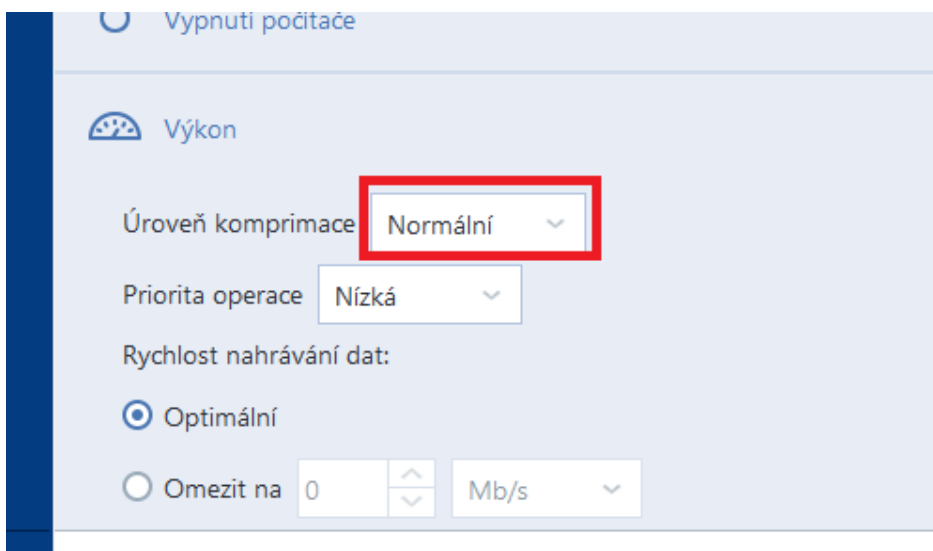 Vypnutí počítače
Výkon
Úroveň komprimace Normální
Priorita operace Nízká
Rychlost nahrávání dat:
Optimální
Omezit na 0 Mb/s